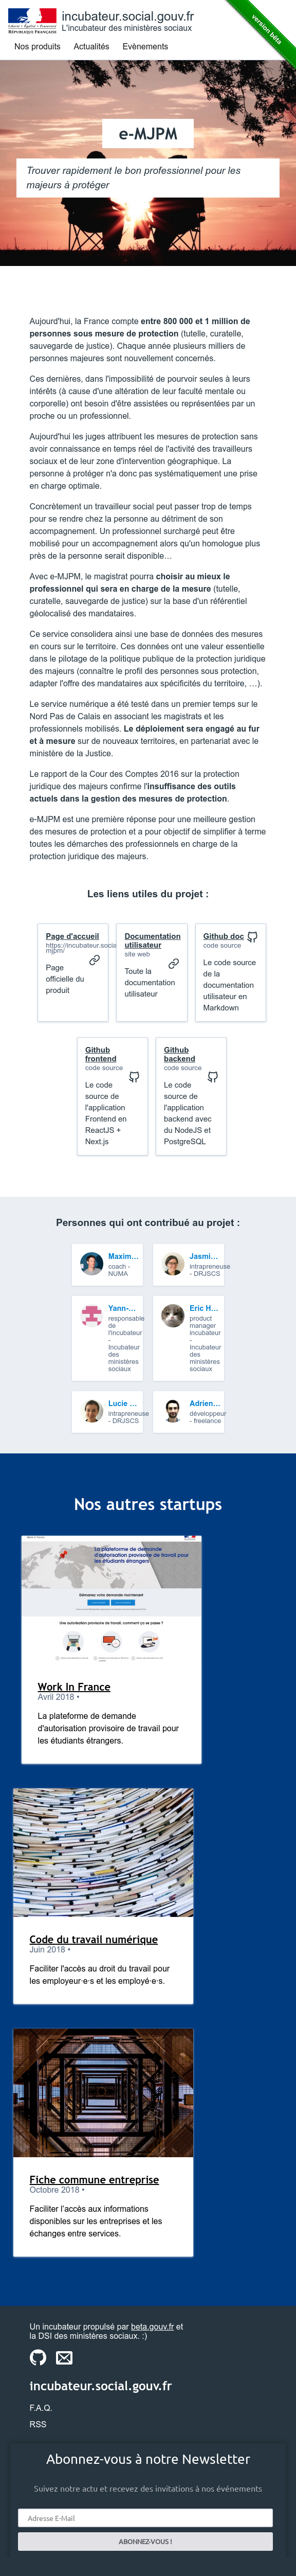 incubateur.social.gouv.fr
L'incubateur des ministères sociaux
version bêta
Liberté • Égalité • Fraternité
RÉPUBLIQUE FRANÇAISE
Nos produits
Actualités
Evènements
e-MJPM
Trouver rapidement le bon professionnel pour les
majeurs à protéger
Aujourd'hui, la France compte entre 800 000 et 1 million de
personnes sous mesure de protection (tutelle, curatelle,
sauvegarde de justice). Chaque année plusieurs milliers de
personnes majeures sont nouvellement concernés.
Ces dernières, dans l'impossibilité de pourvoir seules à leurs
intérêts (à cause d'une altération de leur faculté mentale ou
corporelle) ont besoin d'être assistées ou représentées par un
proche ou un professionnel.
Aujourd'hui les juges attribuent les mesures de protection sans
avoir connaissance en temps réel de l'activité des travailleurs
sociaux et de leur zone d'intervention géographique. La
personne à protéger n'a donc pas systématiquement une prise
en charge optimale.
Concrètement un travailleur social peut passer trop de temps
pour se rendre chez la personne au détriment de son
accompagnement. Un professionnel surchargé peut être
mobilisé pour un accompagnement alors qu'un homologue plus
près de la personne serait disponible…
Avec e-MJPM, le magistrat pourra choisir au mieux le
professionnel qui sera en charge de la mesure (tutelle,
curatelle, sauvegarde de justice) sur la base d'un référentiel
géolocalisé des mandataires.
Ce service consolidera ainsi une base de données des mesures
en cours sur le territoire. Ces données ont une valeur essentielle
dans le pilotage de la politique publique de la protection juridique
des majeurs (connaître le profil des personnes sous protection,
adapter l'offre des mandataires aux spécificités du territoire, …).
Le service numérique a été testé dans un premier temps sur le
Nord Pas de Calais en associant les magistrats et les
professionnels mobilisés. Le déploiement sera engagé au fur
et à mesure sur de nouveaux territoires, en partenariat avec le
ministère de la Justice.
Le rapport de la Cour des Comptes 2016 sur la protection
juridique des majeurs confirme l'insuffisance des outils
actuels dans la gestion des mesures de protection.
e-MJPM est une première réponse pour une meilleure gestion
des mesures de protection et a pour objectif de simplifier à terme
toutes les démarches des professionnels en charge de la
protection juridique des majeurs.
Les liens utiles du projet :
Page d'accueil
https://incubateur.socia
mjpm/
Page
officielle du
produit
Documentation
utilisateur
site web
Toute la
documentation
utilisateur
Github doc
code source
Le code source
de la
documentation
utilisateur en
Markdown
Github
frontend
code source
Le code
source de
l'application
Frontend en
ReactJS +
Next.js
Github
backend
code source
Le code
source de
l'application
backend avec
du NodeJS et
PostgreSQL
Personnes qui ont contribué au projet :
Maxim…
coach -
NUMA
Jasmi…
intrapreneuse
- DRJSCS
Yann-…
responsable
de
l'incubateur
-
Incubateur
des
ministères
sociaux
Eric H…
product
manager
incubateur
-
Incubateur
des
ministères
sociaux
Lucie …
intrapreneuse
- DRJSCS
Adrien…
développeur
- freelance
Nos autres startups
La plateforme de demande
d'autorisation provisoire de travail pour
les étudiants étrangers.
Démarrez votre demande maintenant
Une autorisation provisoire de travail, comment ça se passe ?
Work In France
Avril 2018 •
La plateforme de demande
d'autorisation provisoire de travail pour
les étudiants étrangers.
Code du travail numérique
Juin 2018 •
Faciliter l'accès au droit du travail pour
les employeur·e·s et les employé·e·s.
Fiche commune entreprise
Octobre 2018 •
Faciliter l'accès aux informations
disponibles sur les entreprises et les
échanges entre services.
Un incubateur propulsé par beta.gouv.fr et
la DSI des ministères sociaux. :)
incubateur.social.gouv.fr
F.A.Q.
RSS
Abonnez-vous à notre Newsletter
Suivez notre actu et recevez des invitations à nos événements
Adresse E-Mail
ABONNEZ-VOUS !